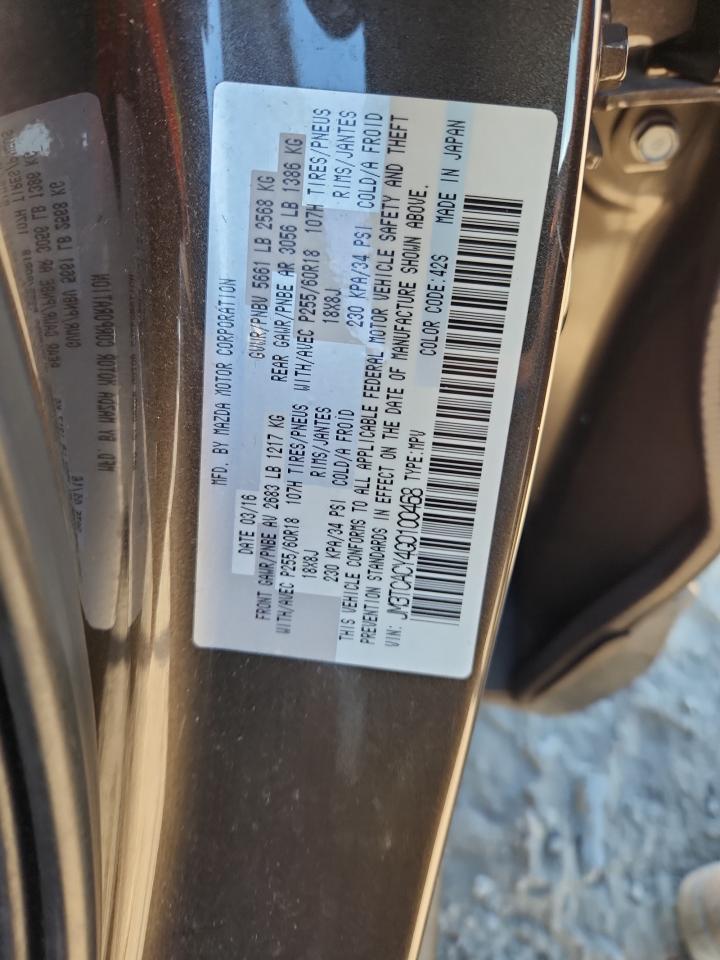 MFD. BY MAZDA MOTOR CORPORATION
DATE 03/16 GVWR/PNBV 5661 LB 2568 KG
FRONT GAWR/PNBE AV 2683 LB 1217 KG REAR GAWR/PNBE AR 3056 LB 1386 KG
WITH/AVEC P255/60R18 107H TIRES/PNEUS WITH/AVEC P255/60R18 107H TIRES/PNEUS
18X8J RIMS/JANTES 18X8J RIMS/JANTES
230 KPA/34 PSI COLD/A FROID 230 KPA/34 PSI COLD/A FROID
THIS VEHICLE CONFORMS TO ALL APPLICABLE FEDERAL MOTOR VEHICLE SAFETY AND THEFT
PREVENTION STANDARDS IN EFFECT ON THE DATE OF MANUFACTURE SHOWN ABOVE.
VIN: JM3TCACY4G0100468 TYPE:MPV COLOR CODE:42S MADE IN JAPAN